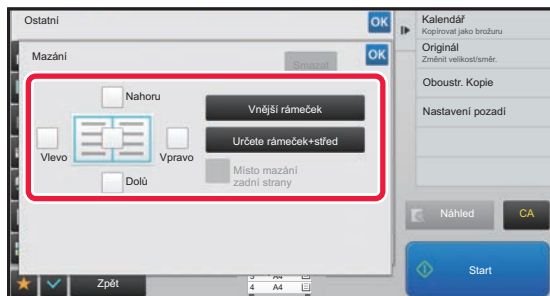 Ostatní
OK
Mazání
Smazat
OK
Nahoru
Vlevo
Vpravo
Dolů
Vnější rámeček
Určete rámeček+střed
Místo mazání
zadní strany
Zpět
4 A4
Kalendář
Kopírovat jako brožuru
Originál
Změnit velikost/směr.
Oboustr. Kopie
Nastavení pozadí
Náhled
CA
Start